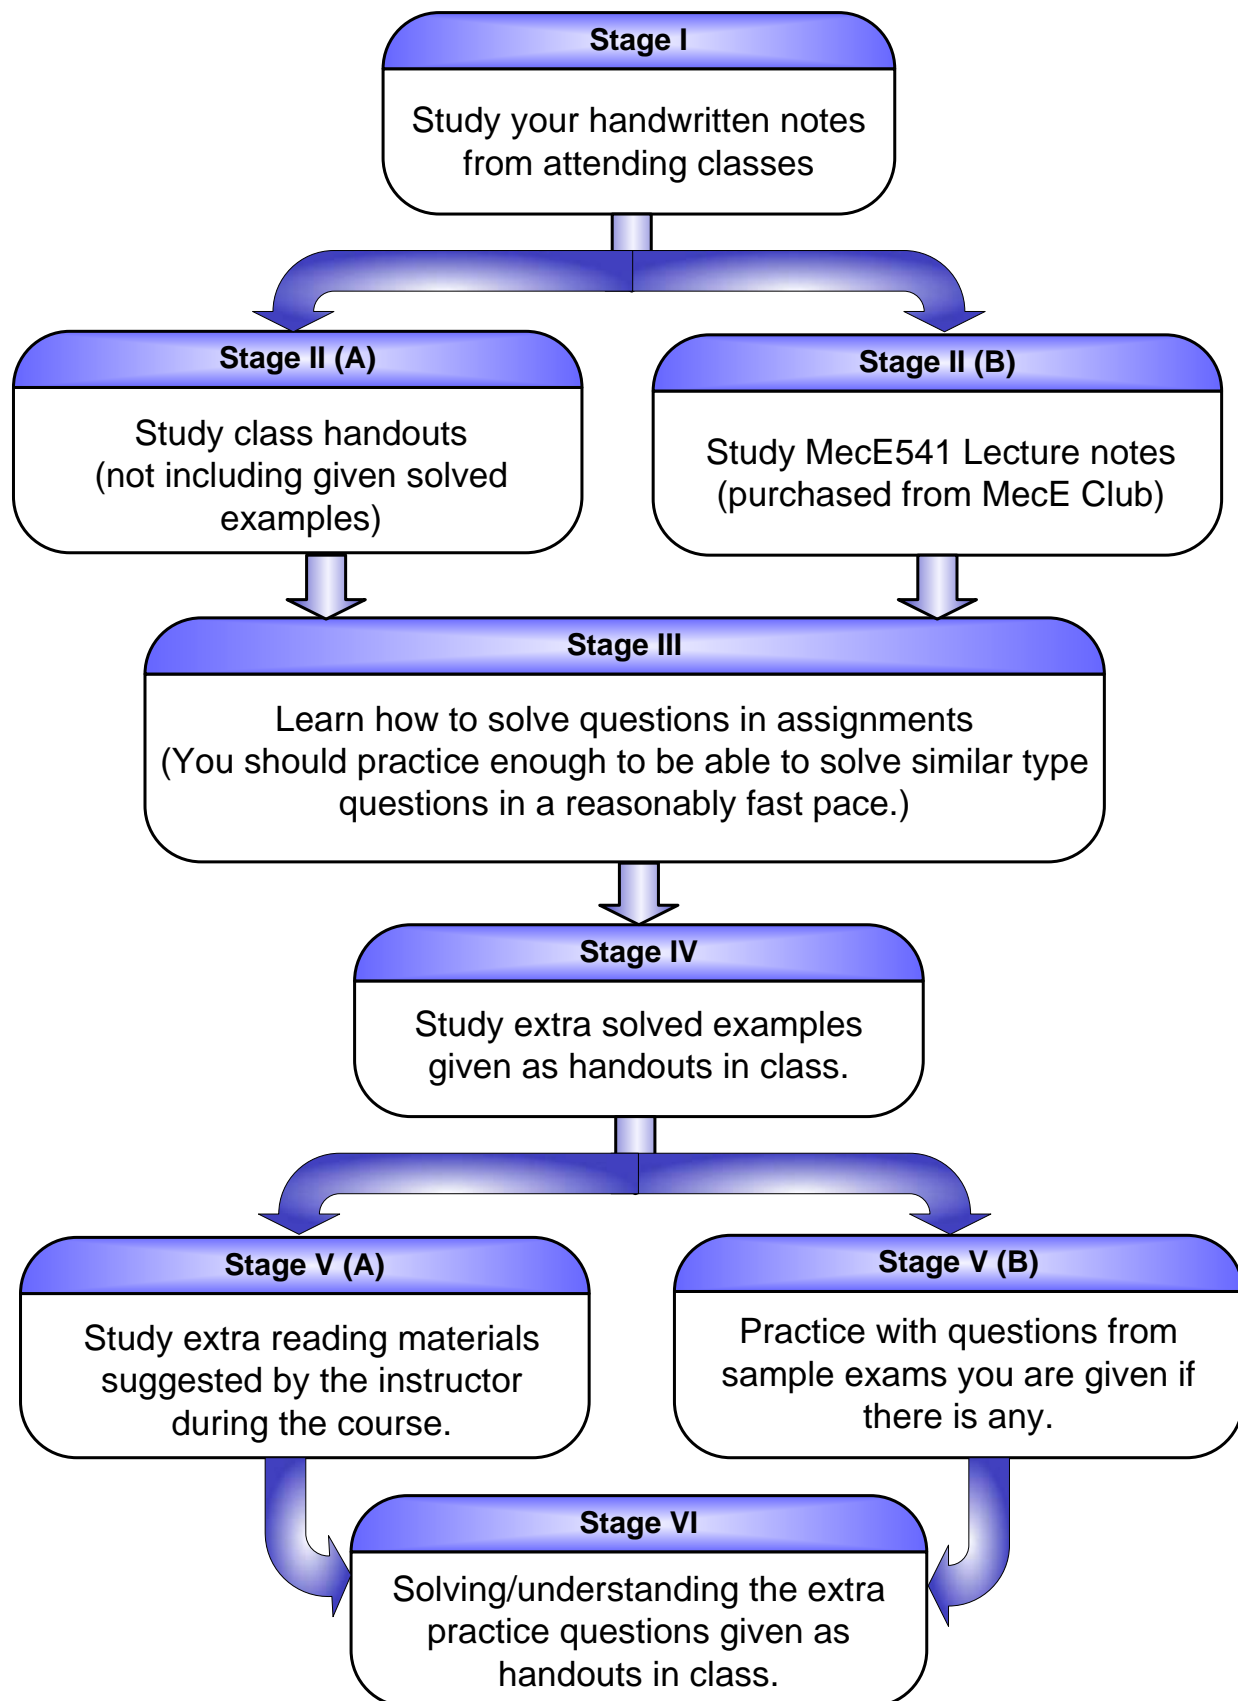 Stage I
Study your handwritten notes
from attending classes
Stage II (A)
Study class handouts
(not including given solved
examples)
Stage II (B)
Study MecE541 Lecture notes
(purchased from MecE Club)
Stage III
Learn how to solve questions in assignments
(You should practice enough to be able to solve similar type
questions in a reasonably fast pace.)
Stage IV
Study extra solved examples
given as handouts in class.
Stage V (A)
Study extra reading materials
suggested by the instructor
during the course.
Stage V (B)
Practice with questions from
sample exams you are given if
there is any.
Stage VI
Solving/understanding the extra
practice questions given as
handouts in class.